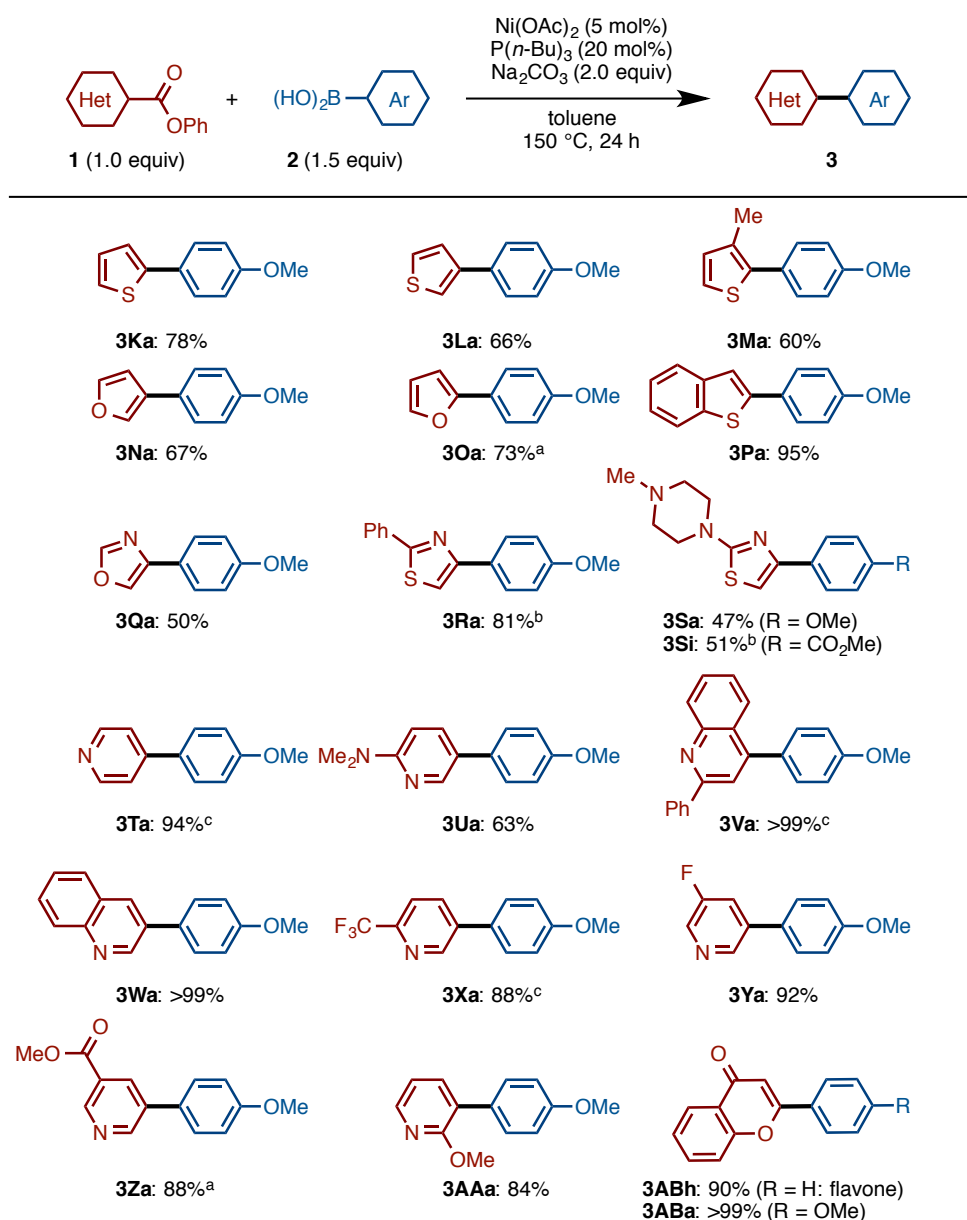 Ni(OAc)2 (5 mol%)
P(n-Bu)3 (20 mol%)
Na2CO3 (2.0 equiv)
toluene
150 °C, 24 h
Het
O
OPh
+
(HO)2B
Ar
Het
Ar
1 (1.0 equiv)
2 (1.5 equiv)
3
S
OMe
3Ka: 78%
S
OMe
3La: 66%
Me
S
OMe
3Ma: 60%
O
OMe
3Na: 67%
O
OMe
3Oa: 73%a
S
OMe
3Pa: 95%
N
O
OMe
3Qa: 50%
Ph
N
S
OMe
3Ra: 81%b
Me
N
N
N
S
R
3Sa: 47% (R = OMe)
3Si: 51%b (R = CO2Me)
N
OMe
3Ta: 94%c
Me2N
N
OMe
3Ua: 63%
N
Ph
OMe
3Va: >99%c
N
OMe
3Wa: >99%
F3C
N
OMe
3Xa: 88%c
F
N
OMe
3Ya: 92%
O
MeO
N
OMe
3Za: 88%a
N
OMe
OMe
3AAa: 84%
O
O
R
3ABh: 90% (R = H: flavone)
3ABa: >99% (R = OMe)